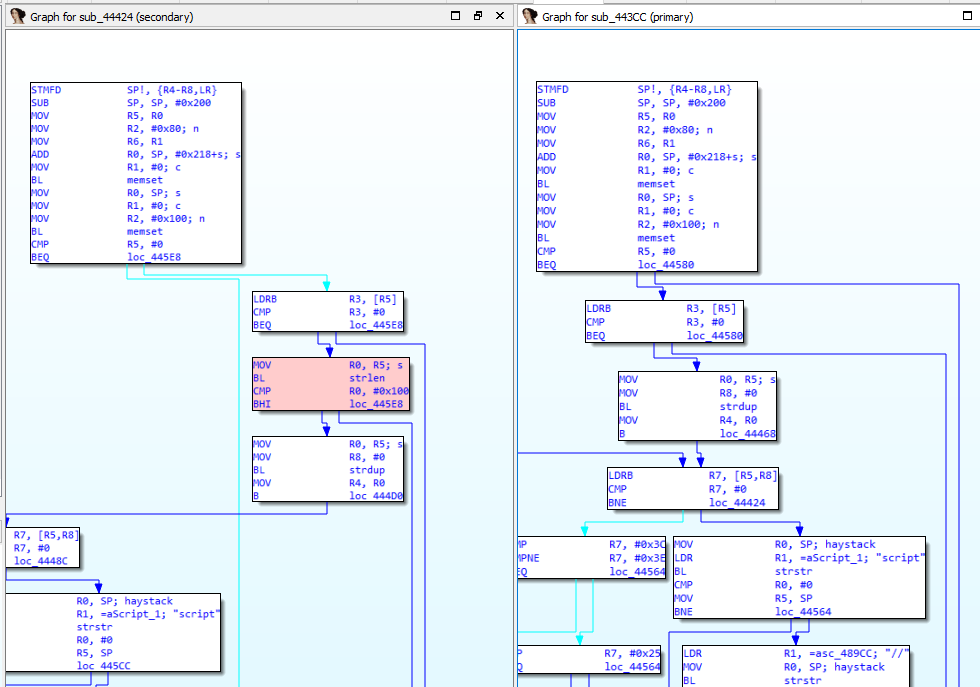 Graph for sub_44424 (secondary)
STMFD SP!, {R4-R8,LR}
SUB SP, SP, #0x200
MOV R5, R0
MOV R2, #0x80; n
MOV R6, R1
ADD R0, SP, #0x218+s; s
MOV R1, #0; c
BL memset
MOV R0, SP; s
MOV R1, #0; c
MOV R2, #0x100; n
BL memset
CMP R5, #0
BEQ loc_445E8
LDRB R3, [R5]
CMP R3, #0
BEQ loc_445E8
MOV R0, R5; s
BL strlen
CMP R0, #0x100
BHI loc_445E8
MOV R0, R5; s
MOV R8, #0
BL strdup
MOV R4, R0
B loc_444D0
R7, [R5,R8]
R7, #0
loc_4448C
R0, SP; haystack
R1, =aScript_1; "script"
strstr
R0, #0
R5, SP
loc_445CC
Graph for sub_443CC (primary)
STMFD SP!, {R4-R8,LR}
SUB SP, SP, #0x200
MOV R5, R0
MOV R2, #0x80; n
MOV R6, R1
ADD R0, SP, #0x218+s; s
MOV R1, #0; c
BL memset
MOV R0, SP; s
MOV R1, #0; c
MOV R2, #0x100; n
BL memset
CMP R5, #0
BEQ loc_44580
LDRB R3, [R5]
CMP R3, #0
BEQ loc_44580
MOV R0, R5; s
MOV R8, #0
BL strdup
MOV R4, R0
B loc_44468
LDRB R7, [R5,R8]
CMP R7, #0
BNE loc_44424
MP R7, #0x3C
MPNE R7, #0x3E
EQ loc_44564
MOV R0, SP; haystack
LDR R1, =aScript_1; "script"
BL strstr
CMP R0, #0
MOV R5, SP
BNE loc_44564
P R7, #0x25
Q loc_44564
LDR R1, =asc_489CC; "//"
MOV R0, SP; haystack
BL strstr